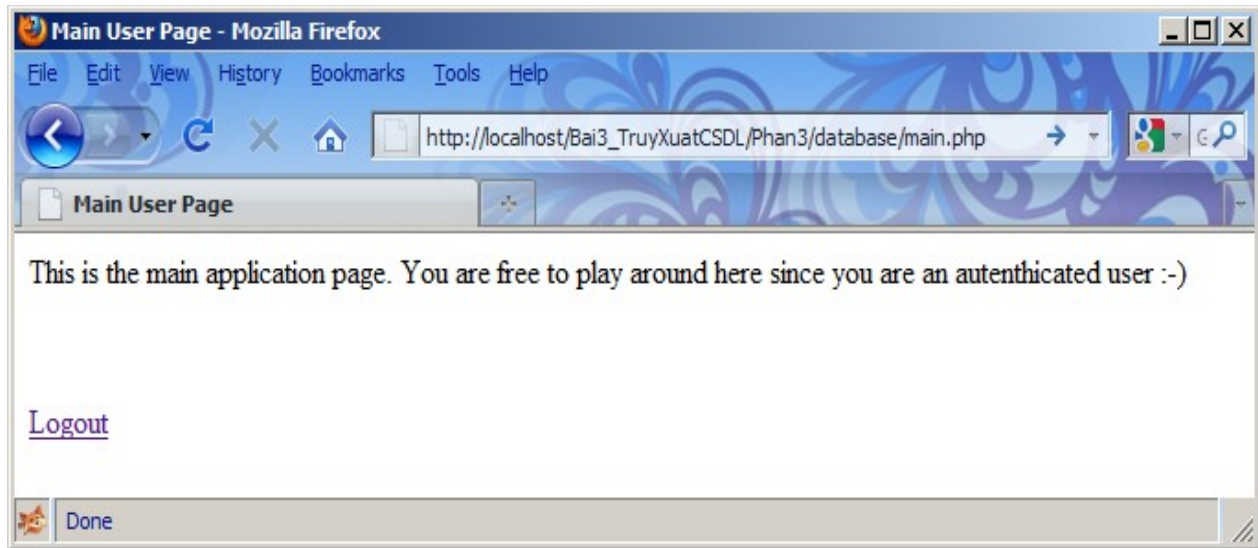 Main User Page - Mozilla Firefox
File Edit View History Bookmarks Tools Help
http://localhost/Bai3_TruyXuatCSDL/Phan3/database/main.php G
Main User Page
This is the main application page. You are free to play around here since you are an autenthicated user :-)
Logout
Done